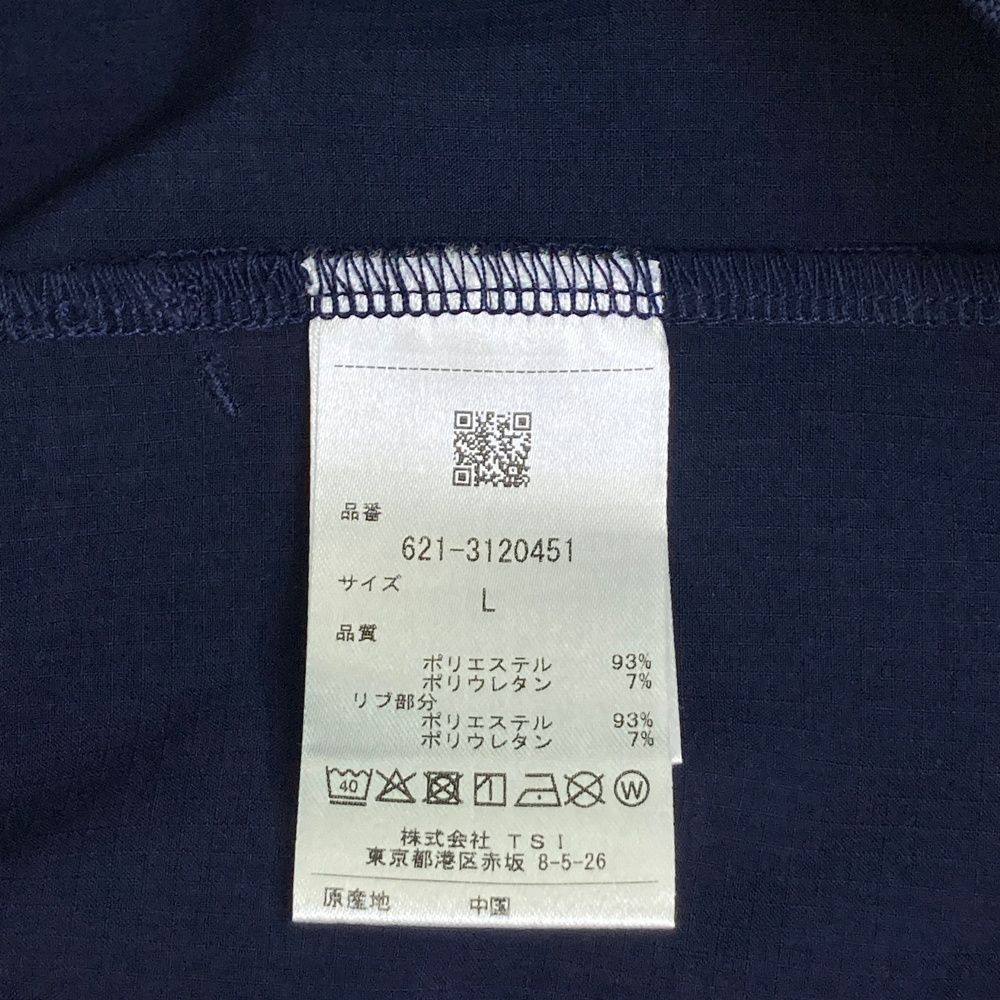 品番
621-3120451
サイズ
L
品質
ポリエステル 93%
ポリウレタン 7%
リブ部分
ポリエステル 93%
ポリウレタン 7%
40 W
株式会社 TSI
東京都港区赤坂 8-5-26
原産地 中国